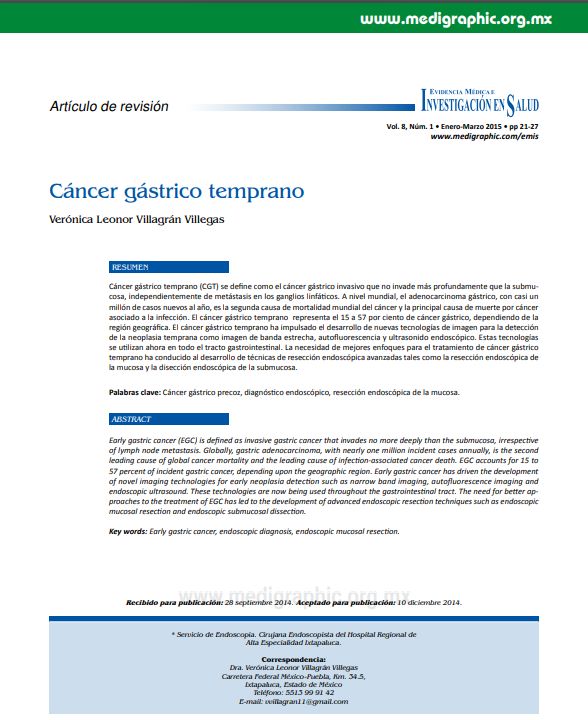 www.medigraphic.org.mx
Artículo de revisión
Evidencia Médica e
Investigación en Salud
Vol. 8, Núm. 1 • Enero-Marzo 2015 • pp 21-27
www.medigraphic.com/emis
Cáncer gástrico temprano
Verónica Leonor Villagrán Villegas
RESUMEN
Cáncer gástrico temprano (CGT) se define como el cáncer gástrico invasivo que no invade más profundamente que la submu-
cosa, independientemente de metástasis en los ganglios linfáticos. A nivel mundial, el adenocarcinoma gástrico, con casi un
millón de casos nuevos al año, es la segunda causa de mortalidad mundial del cáncer y la principal causa de muerte por cáncer
asociado a la infección. El cáncer gástrico temprano representa el 15 a 57 por ciento de cáncer gástrico, dependiendo de la
región geográfica. El cáncer gástrico temprano ha impulsado el desarrollo de nuevas tecnologías de imagen para la detección
de la neoplasia temprana como imagen de banda estrecha, autofluorescencia y ultrasonido endoscópico. Estas tecnologías
se utilizan ahora en todo el tracto gastrointestinal. La necesidad de mejores enfoques para el tratamiento de cáncer gástrico
temprano ha conducido al desarrollo de técnicas de resección endoscópica avanzadas tales como la resección endoscópica de
la mucosa y la disección endoscópica de la submucosa.
Palabras clave: Cáncer gástrico precoz, diagnóstico endoscópico, resección endoscópica de la mucosa.
ABSTRACT
Early gastric cancer (EGC) is defined as invasive gastric cancer that invades no more deeply than the submucosa, irrespective
of lymph node metastasis. Globally, gastric adenocarcinoma, with nearly one million incident cases annually, is the second
leading cause of global cancer mortality and the leading cause of infection-associated cancer death. EGC accounts for 15 to
57 percent of incident gastric cancer, depending upon the geographic region. Early gastric cancer has driven the development
of novel imaging technologies for early neoplasia detection such as narrow band imaging, autofluorescence imaging and
endoscopic ultrasound. These technologies are now being used throughout the gastrointestinal tract. The need for better ap-
proaches to the treatment of EGC has led to the development of advanced endoscopic resection techniques such as endoscopic
mucosal resection and endoscopic submucosal dissection.
Key words: Early gastric cancer, endoscopic diagnosis, endoscopic mucosal resection.
www.medigraphic.org.mx
Recibido para publicación: 28 septiembre 2014. Aceptado para publicación: 10 diciembre 2014.
* Servicio de Endoscopia. Cirujana Endoscopista del Hospital Regional de
Alta Especialidad Ixtapaluca.
Correspondencia:
Dra. Verónica Leonor Villagrán Villegas
Carretera Federal México-Puebla, Km. 34.5,
Ixtapaluca, Estado de México
Teléfono: 5513 99 91 42
E-mail: vvillagran11@gmail.com